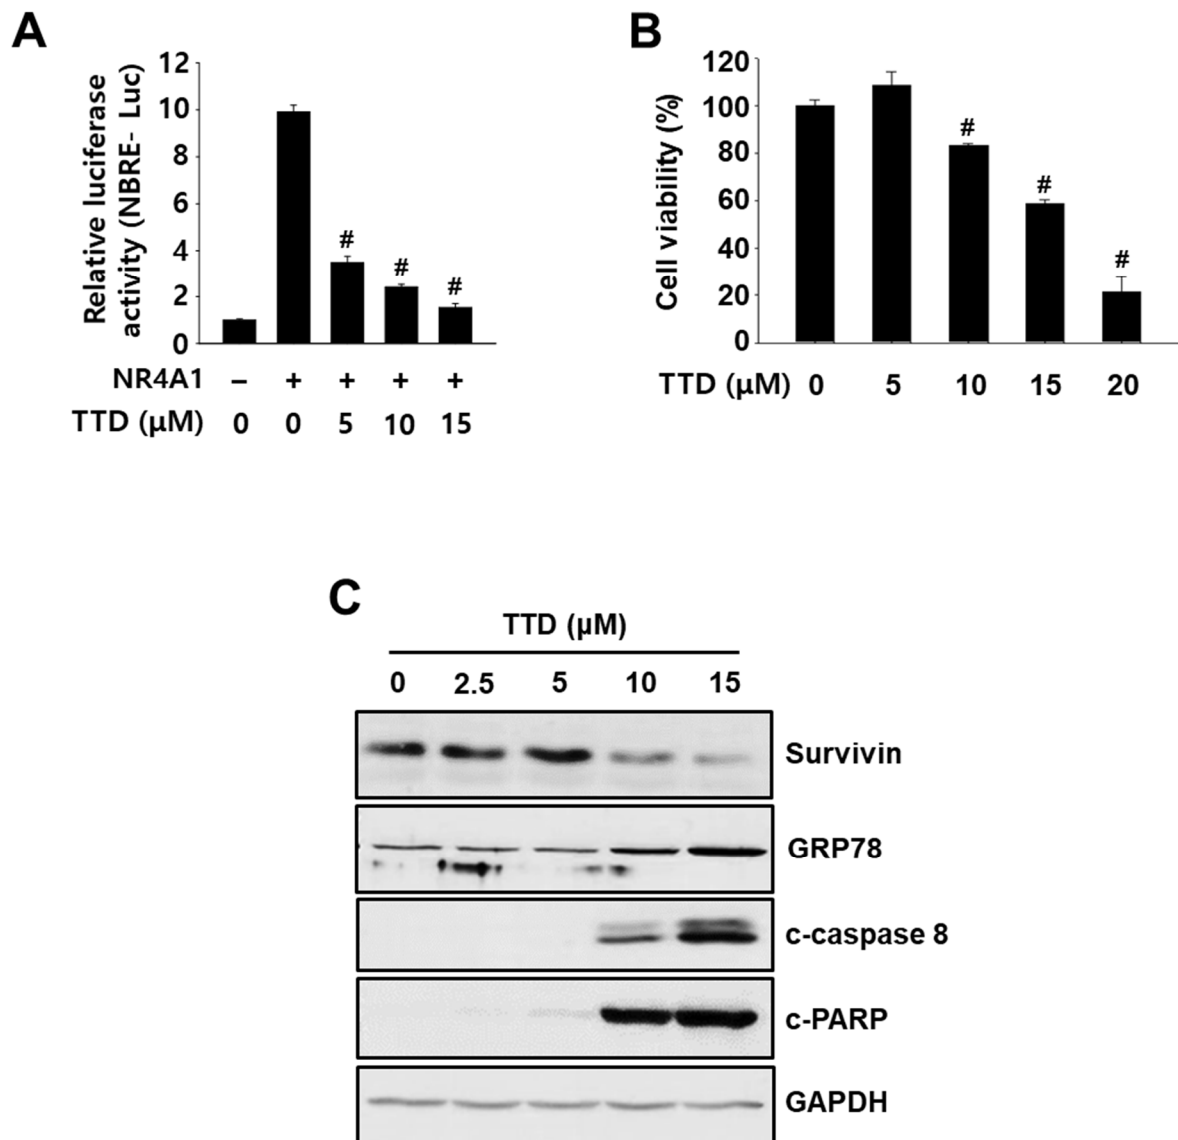 A
Relative luciferase
activity (NBRE- Luc)
12
10
8
6
4
2
0
# # #
NR4A1 – + + + +
TTD (μM) 0 0 5 10 15
B
Cell viability (%)
120
100
80
60
40
20
0
# # #
TTD (μM) 0 5 10 15 20
C
TTD (μM)
0 2.5 5 10 15
Survivin
GRP78
c-caspase 8
c-PARP
GAPDH